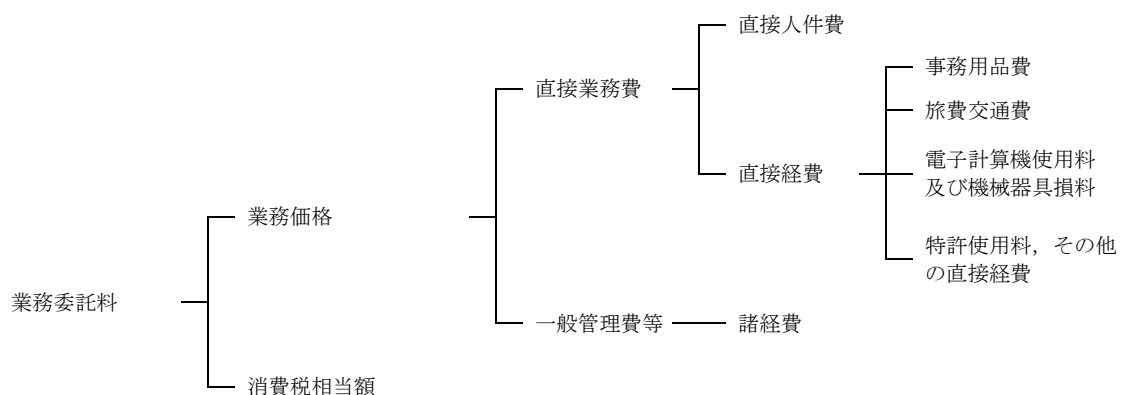 直接人件費
事務用品費
直接業務費
旅費交通費
電子計算機使用料
直接経費
及び機械器具損料
業務価格
特許使用料，その他
の直接経費
業務委託料
一般管理費等
諸経費
消費税相当額